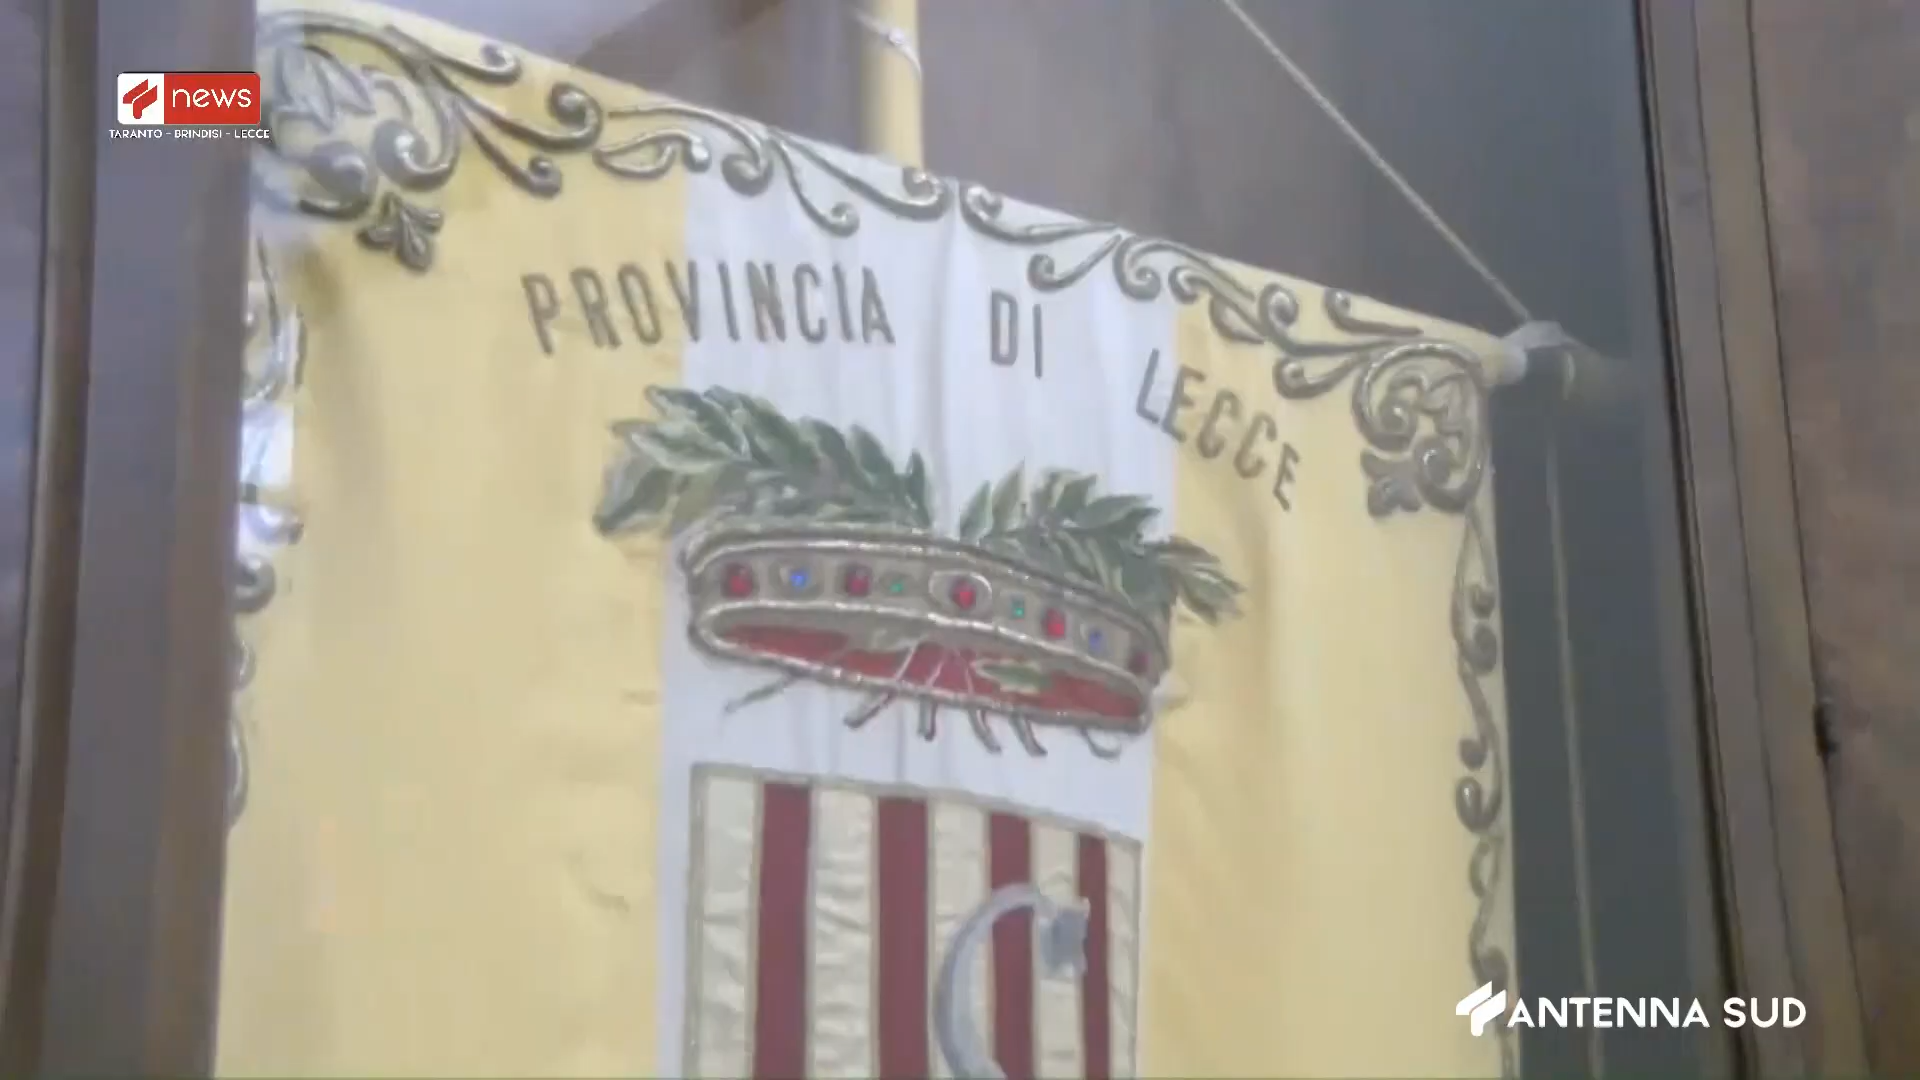 news
TARANTO - BRINDISI - LECCE
PROVINCIA DI LECCE
ANTENNA SUD